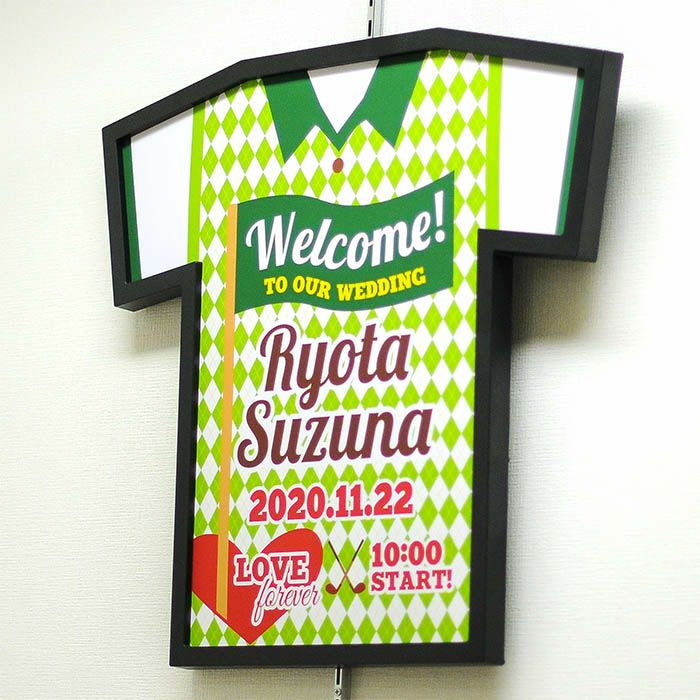 Welcome!
TO OUR WEDDING
Ryota
Suzuna
2020.11.22
LOVE
forever
10:00
START!